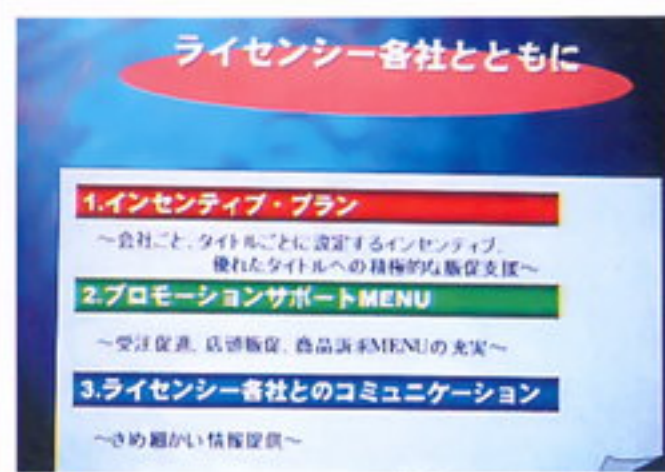 ライセンシー各社とともに
1.インセンティブ・プラン
～会社ごと、タイトルごとに設定するインセンティブ、
優れたタイトルへの積極的な販促支援～
2.プロモーションサポートMENU
～受注促進、店頭販促、商品訴求MENUの充実～
3.ライセンシー各社とのコミュニケーション
～きめ細かい情報提供～